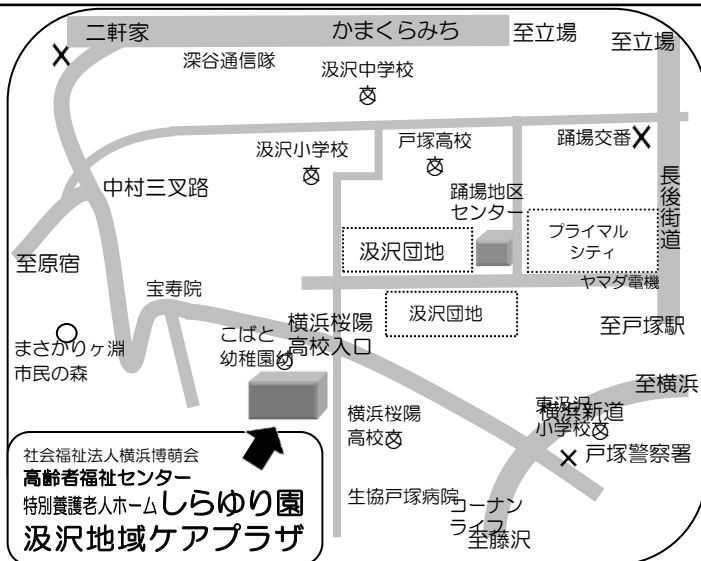 二軒家
かまくらみち
至立場
至立場
深谷通信隊
汲沢中学校
文
踊場交番
汲沢小学校
文
戸塚高校
文
長後街道
中村三叉路
踊場地区
センター
プライマル
シティ
汲沢団地
至原宿
ヤマダ電機
宝寿院
汲沢団地
至戸塚駅
まさかりヶ淵
市民の森
こばと
幼稚園幼
横浜桜陽
高校入口
至横浜
横浜桜陽
高校文
東汲沢
小学校文
横浜新道
戸塚警察署
生協戸塚病院
コーナン
ライフ
至藤沢
社会福祉法人横浜博萌会
高齢者福祉センター
特別養護老人ホームしらゆり園
汲沢地域ケアプラザ